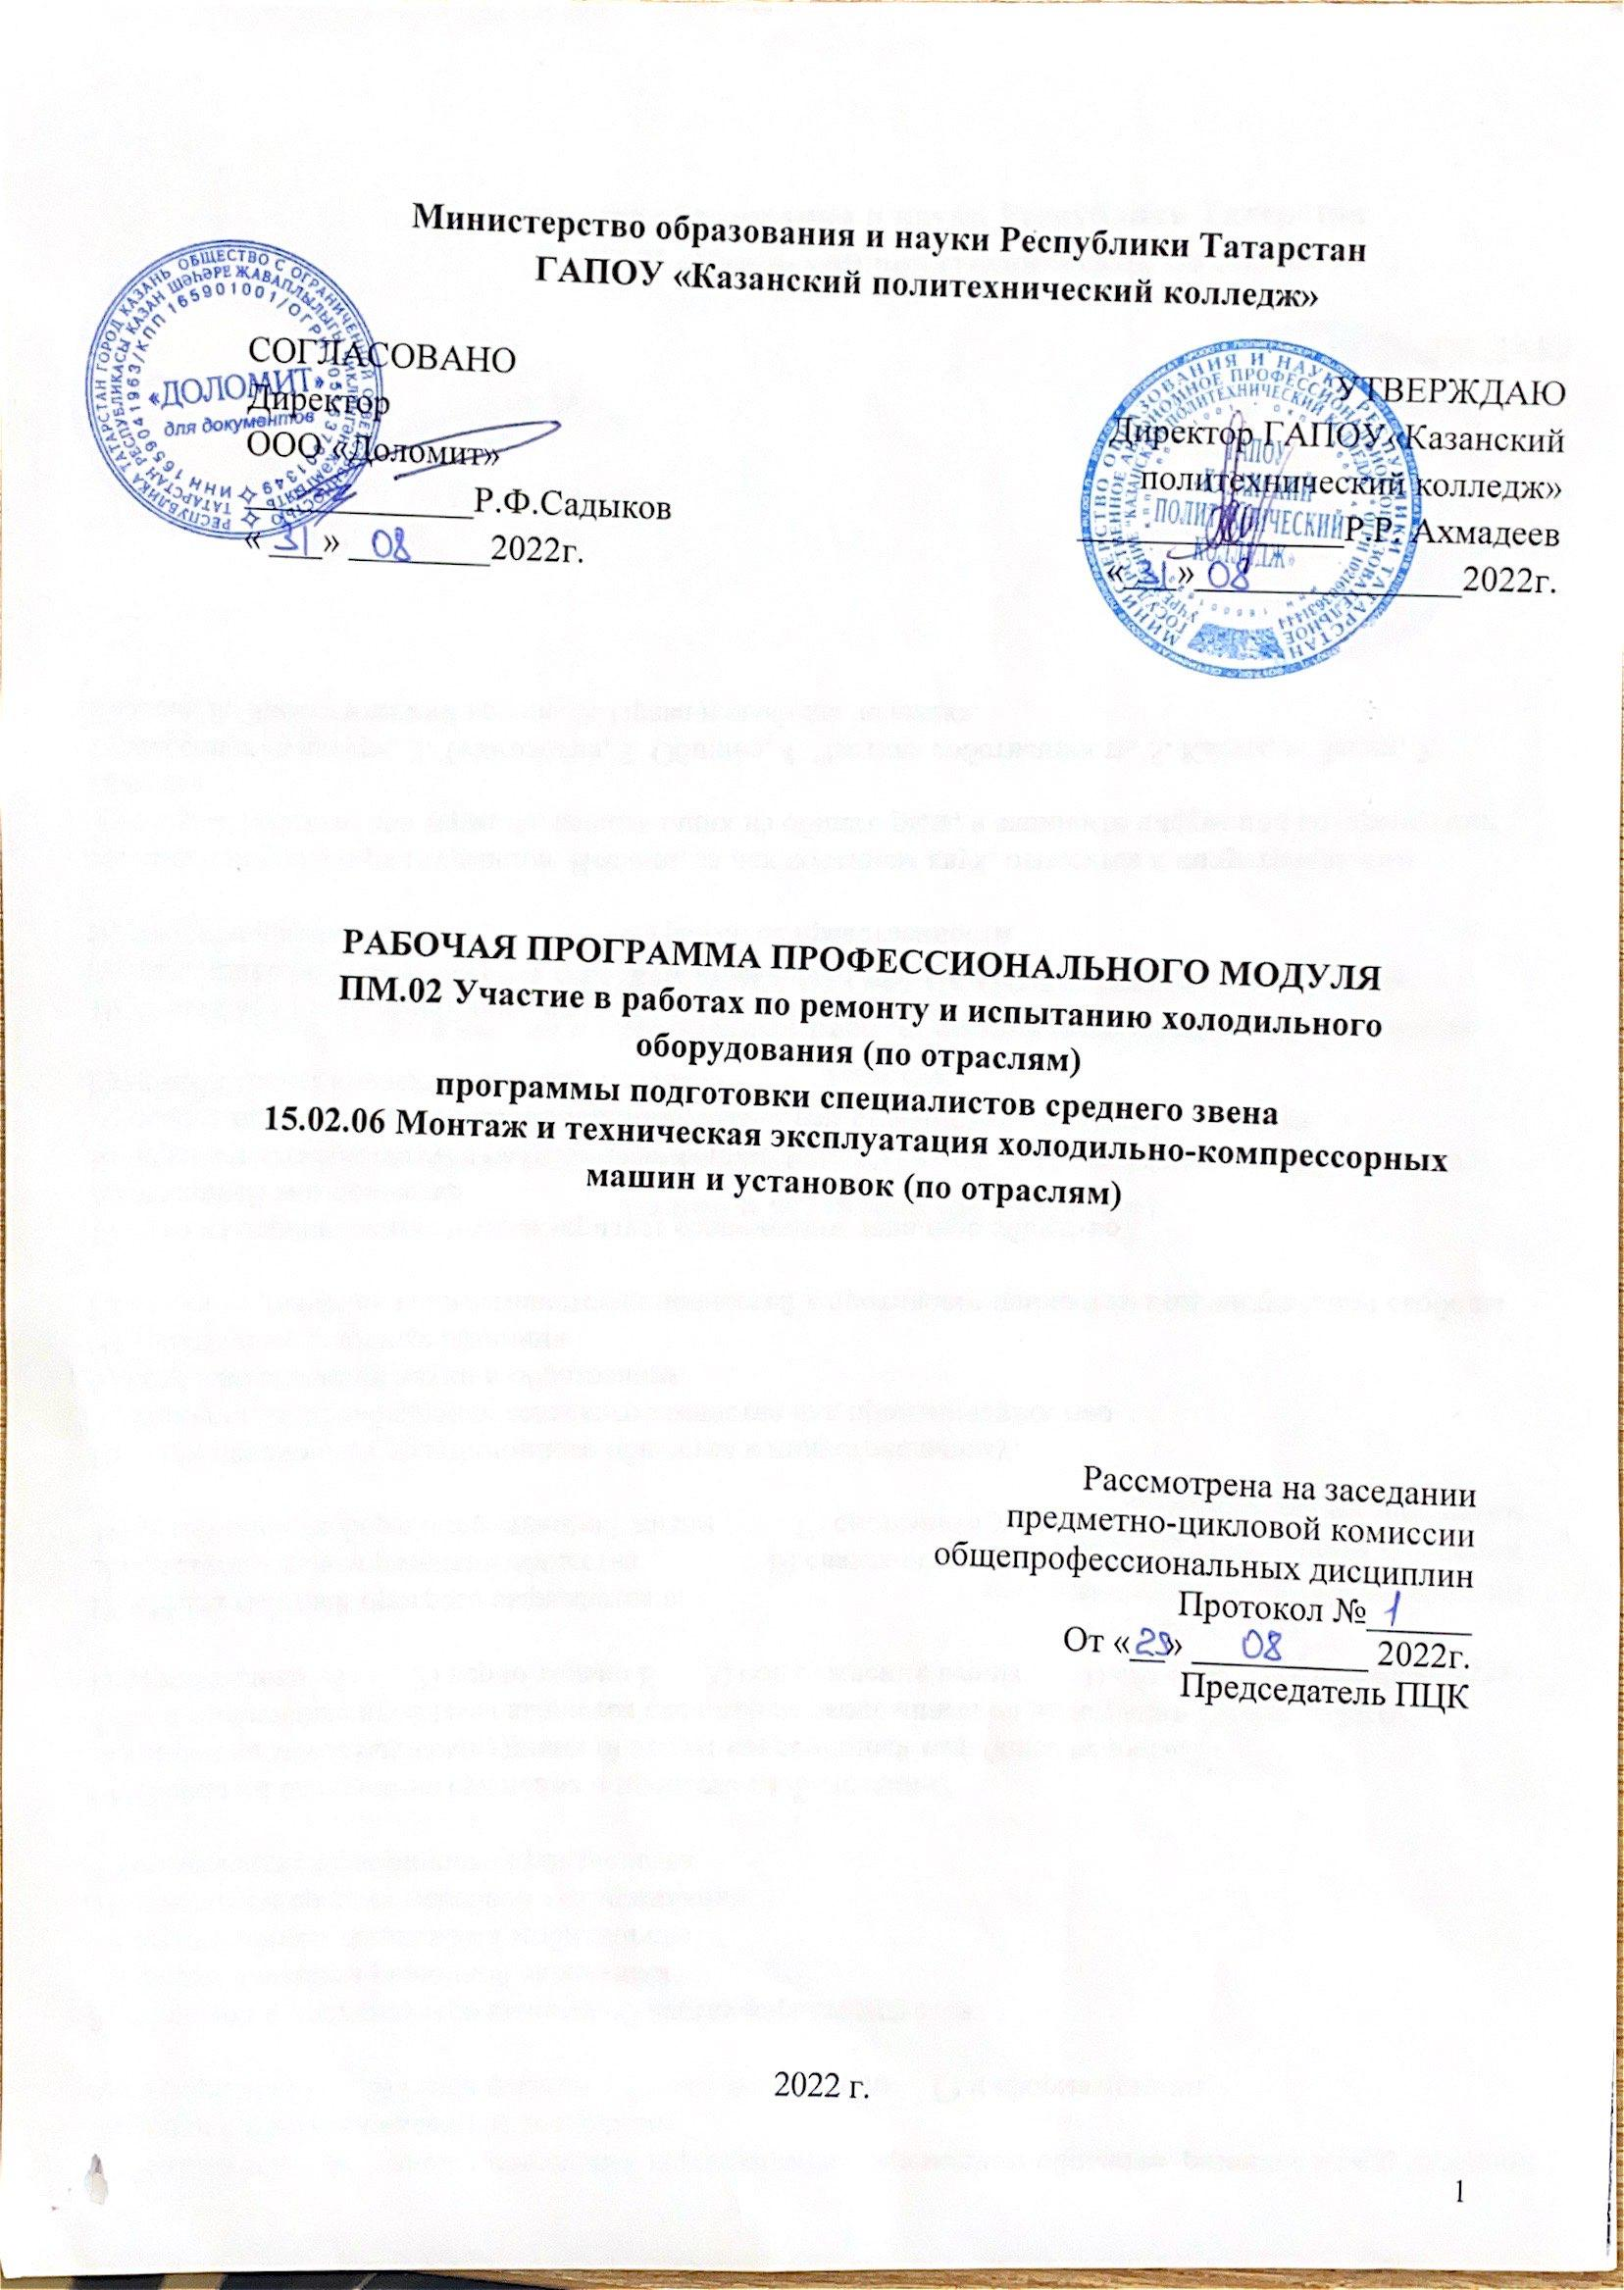 Министерство образования и науки Республики Татарстан
ГАПОУ «Казанский политехнический колледж»
СОГЛАСОВАНО
Директор
ООО «Доломит»
Р.Ф.Садыков
«31» 08 2022г.
«ДОЛОМИТ»
для документов
УТВЕРЖДАЮ
Директор ГАПОУ«Казанский
политехнический колледж»
Р.Р. Ахмадеев
«31» 08 2022г.
РАБОЧАЯ ПРОГРАММА ПРОФЕССИОНАЛЬНОГО МОДУЛЯ
ПМ.02 Участие в работах по ремонту и испытанию холодильного
оборудования (по отраслям)
программы подготовки специалистов среднего звена
15.02.06 Монтаж и техническая эксплуатация холодильно-компрессорных
машин и установок (по отраслям)
Рассмотрена на заседании
предметно-цикловой комиссии
общепрофессиональных дисциплин
Протокол № 1
От «29» 08 2022г.
Председатель ПЦК
2022 г.
1